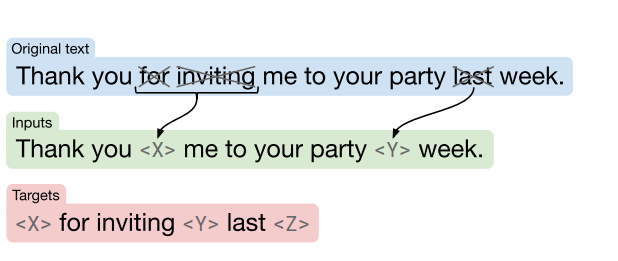 Original text
Thank you for inviting me to your party last week.
Inputs
Thank you <X> me to your party <Y> week.
Targets
<X> for inviting <Y> last <Z>